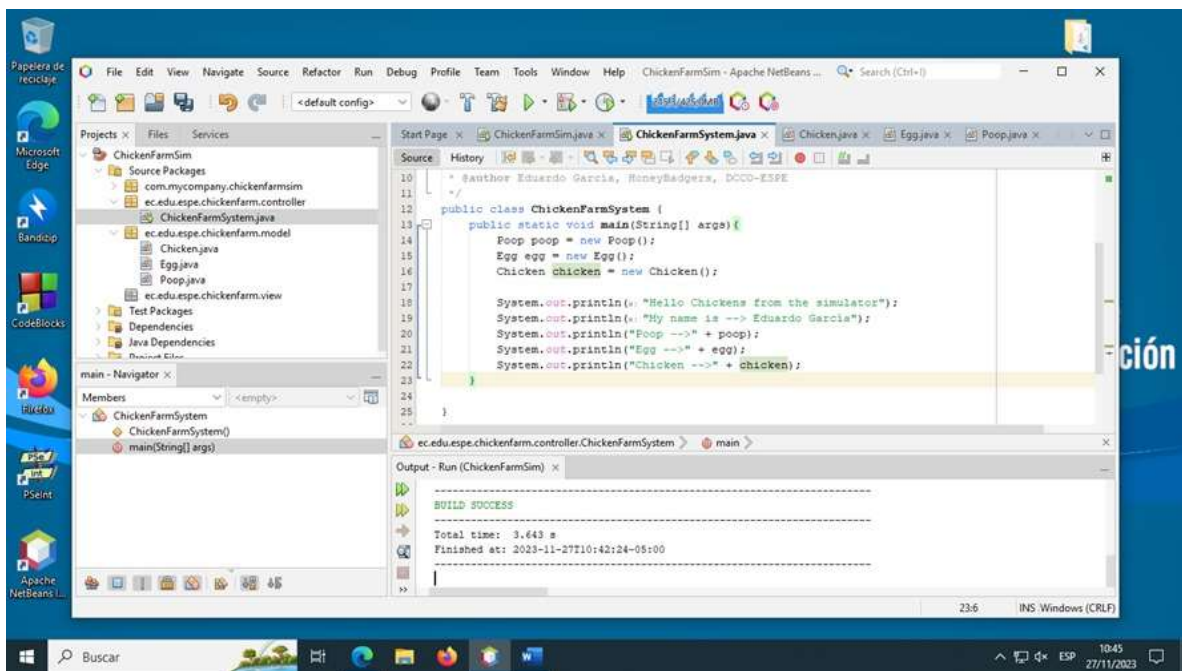 Papelera de
reciclaje
File Edit View Navigate Source Refactor Run Debug Profile Team Tools Window Help ChickenFarmSim - Apache NetBeans ... Search (Ctrl+I)
Microsoft
Edge
Bandizip
CodeBlocks
Firefox
PSeInt
Apache
NetBeans I...
<default config>
Projects Files Services
ChickenFarmSim
Source Packages
com.mycompany.chickenfarmsim
ec.edu.espe.chickenfarm.controller
ChickenFarmSystem.java
ec.edu.espe.chickenfarm.model
Chicken.java
Egg.java
Poop.java
ec.edu.espe.chickenfarm.view
Test Packages
Dependencies
Java Dependencies
Project Files
main - Navigator
Members <empty>
ChickenFarmSystem
ChickenFarmSystem()
main(String[] args)
Start Page ChickenFarmSim.java ChickenFarmSystem.java Chicken.java Egg.java Poop.java
Source History
10 * @author Eduardo Garcia, HoneyBadgers, DCCO-ESPE
11 */
12 public class ChickenFarmSystem {
13 public static void main(String[] args){
14 Poop poop = new Poop();
15 Egg egg = new Egg();
16 Chicken chicken = new Chicken();
17
18 System.out.println(x: "Hello Chickens from the simulator");
19 System.out.println(x: "My name is --> Eduardo Garcia");
20 System.out.println("Poop -->" + poop);
21 System.out.println("Egg -->" + egg);
22 System.out.println("Chicken -->" + chicken);
23 }
24
25 }
ec.edu.espe.chickenfarm.controller.ChickenFarmSystem main
Output - Run (ChickenFarmSim)
------------------------------------------------------------------------
BUILD SUCCESS
------------------------------------------------------------------------
Total time: 3.643 s
Finished at: 2023-11-27T10:42:24-05:00
------------------------------------------------------------------------
23:6 INS Windows (CRLF)
ción
Buscar
ESP
10:45
27/11/2023